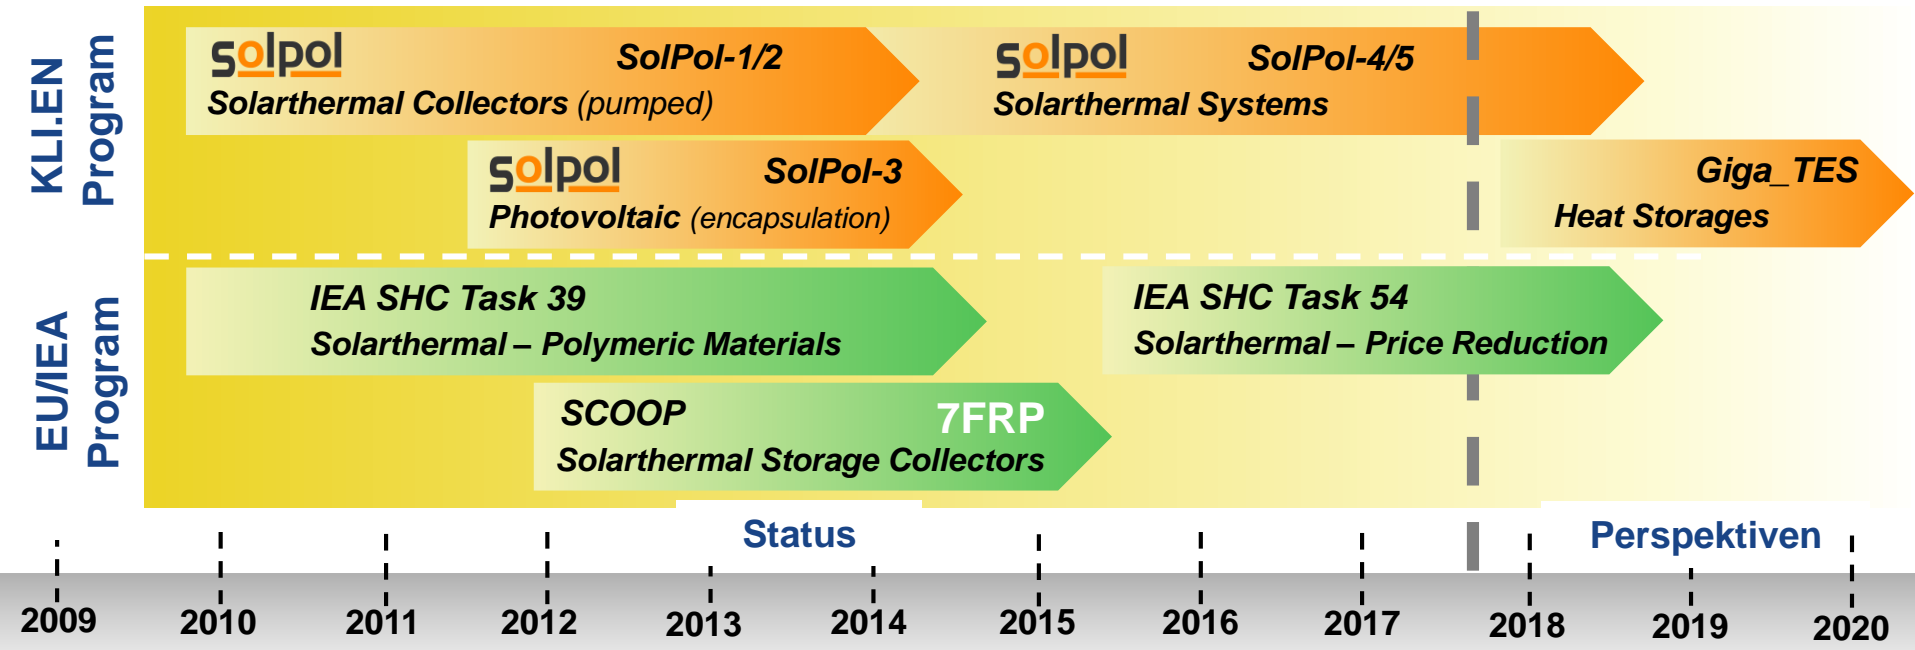 KLI.EN
Program
solpol SolPol-1/2
Solarthermal Collectors (pumped)
solpol SolPol-4/5
Solarthermal Systems
solpol SolPol-3
Photovoltaic (encapsulation)
Giga_TES
Heat Storages
EU/IEA
Program
IEA SHC Task 39
Solarthermal – Polymeric Materials
IEA SHC Task 54
Solarthermal – Price Reduction
SCOOP 7FRP
Solarthermal Storage Collectors
Status Perspektiven
2009 2010 2011 2012 2013 2014 2015 2016 2017 2018 2019 2020